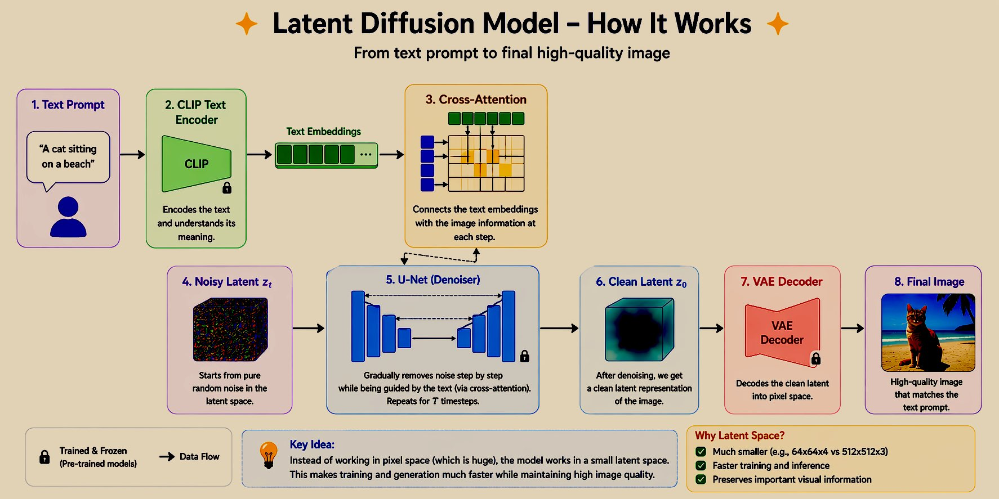 Latent Diffusion Model – How It Works
From text prompt to final high-quality image
1. Text Prompt
“A cat sitting
on a beach”
2. CLIP Text
Encoder
CLIP
Encodes the text
and understands its
meaning.
Text Embeddings
...
3. Cross-Attention
Connects the text embeddings
with the image information at
each step.
4. Noisy Latent zt
Starts from pure
random noise in the
latent space.
5. U-Net (Denoiser)
Gradually removes noise step by step
while being guided by the text (via cross-attention).
Repeats for T timesteps.
6. Clean Latent z0
After denoising, we get
a clean latent representation
of the image.
7. VAE Decoder
VAE
Decoder
Decodes the clean latent
into pixel space.
8. Final Image
High-quality image
that matches the
text prompt.
Trained & Frozen
(Pre-trained models)
Data Flow
Key Idea:
Instead of working in pixel space (which is huge), the model works in a small latent space.
This makes training and generation much faster while maintaining high image quality.
Why Latent Space?
Much smaller (e.g., 64x64x4 vs 512x512x3)
Faster training and inference
Preserves important visual information